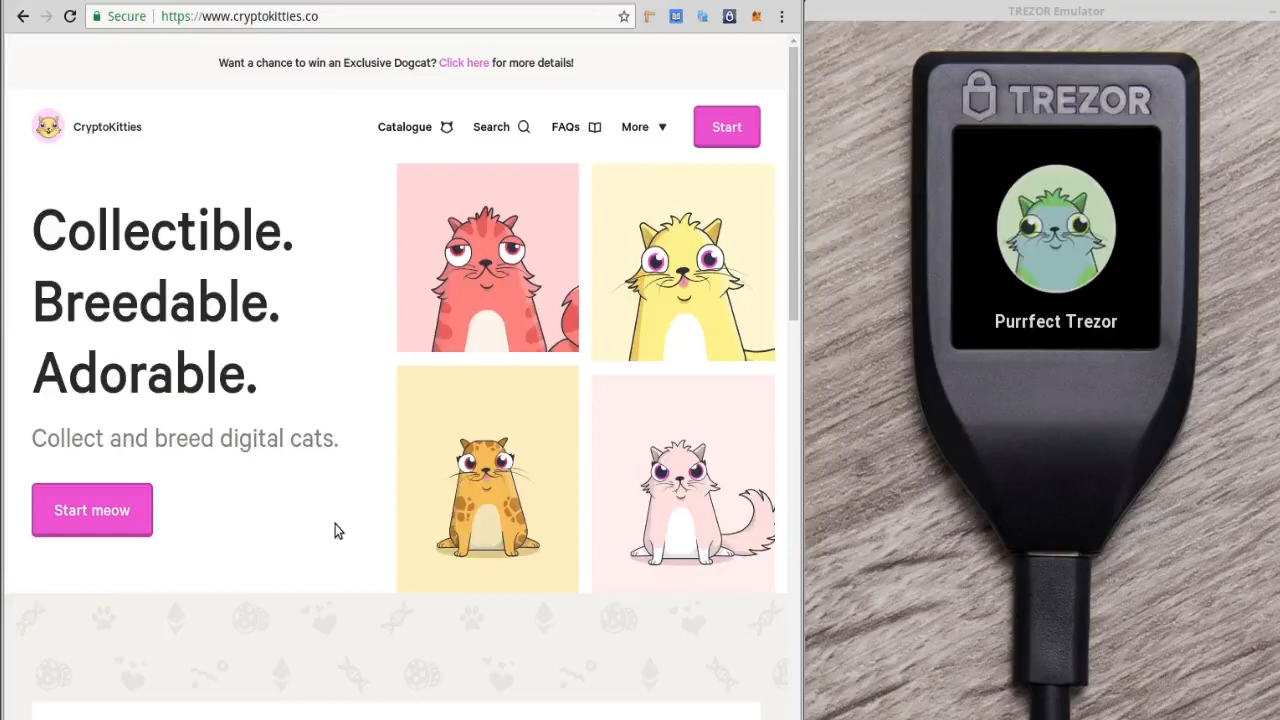 Secure https://www.cryptokitties.co
TREZOR Emulator
Want a chance to win an Exclusive Dogcat? Click here for more details!
CryptoKitties
Catalogue
Search
FAQs
More
Start
Collectible.
Breedable.
Adorable.
Collect and breed digital cats.
Start meow
TREZOR
Purrfect Trezor